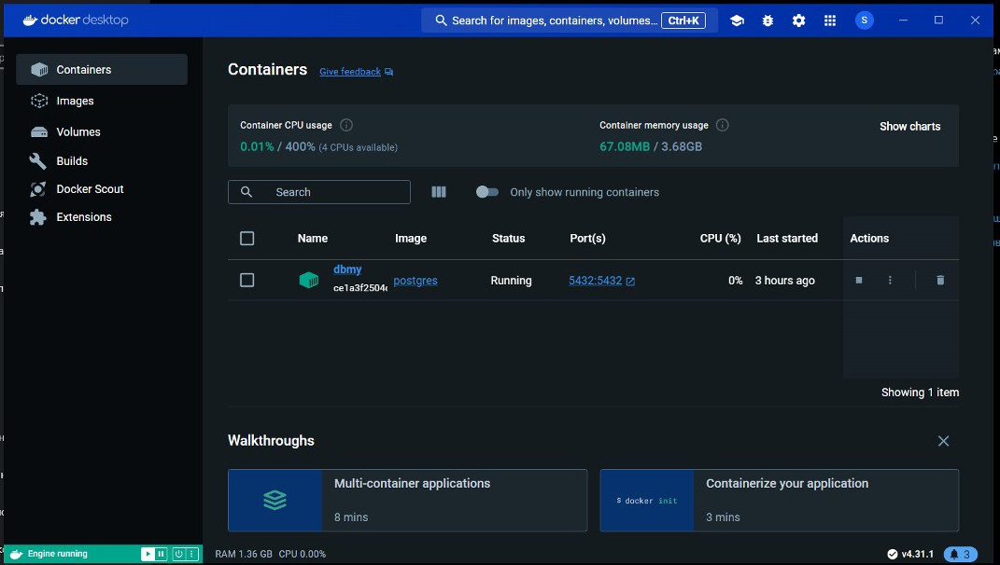 docker desktop
Search for images, containers, volumes... Ctrl+K
S
Containers
Images
Volumes
Builds
Docker Scout
Extensions
Containers Give feedback
Container CPU usage
0.01% / 400% (4 CPUs available)
Container memory usage
67.08MB / 3.68GB
Show charts
Search
Only show running containers
Name Image Status Port(s) CPU (%) Last started Actions
dbmy
ce1a3f2504c
postgres Running 5432:5432 0% 3 hours ago
Showing 1 item
Walkthroughs
Multi-container applications
8 mins
$ docker init
Containerize your application
3 mins
Engine running
RAM 1.36 GB CPU 0.00%
v4.31.1
3